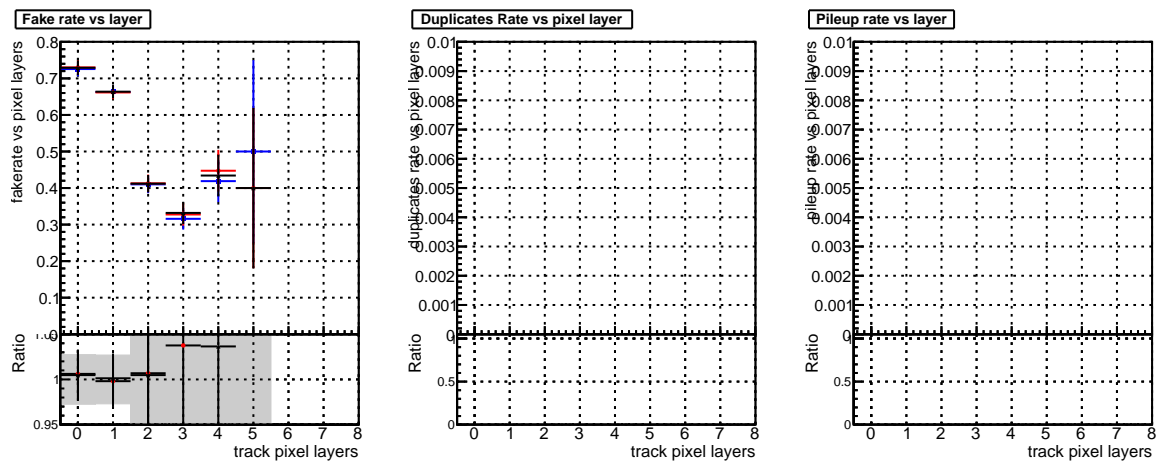 Fake rate vs layer
fakerate vs pixel layers
0.8
0.7
0.6
0.5
0.4
0.3
0.2
0.1
0
Ratio
1
0.95
0 1 2 3 4 5 6 7 8
track pixel layers
Duplicates Rate vs pixel layer
duplicates rate vs pixel layers
0.01
0.009
0.008
0.007
0.006
0.005
0.004
0.003
0.002
0.001
0
Ratio
1
0.5
0
0 1 2 3 4 5 6 7 8
track pixel layers
Pileup rate vs layer
pileup rate vs pixel layers
0.01
0.009
0.008
0.007
0.006
0.005
0.004
0.003
0.002
0.001
0
Ratio
1
0.5
0
0 1 2 3 4 5 6 7 8
track pixel layers